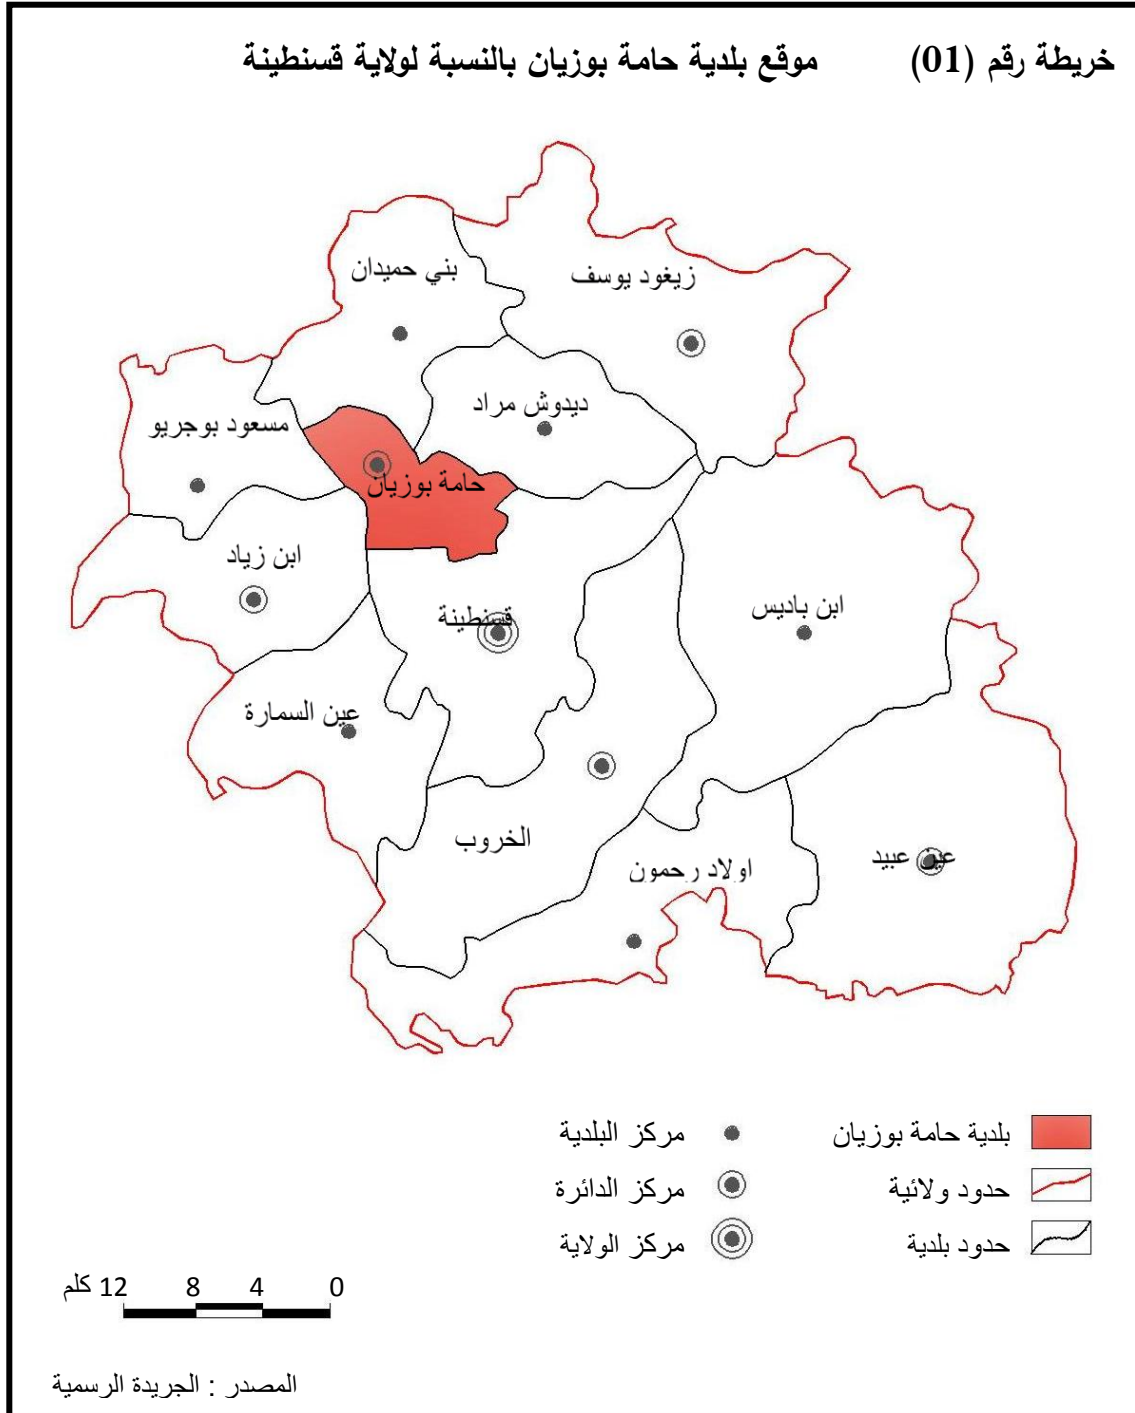 خريطة رقم (01) موقع بلدية حامة بوزيان بالنسبة لولاية قسنطينة
بني حميدان
زيغود يوسف
ديدوش مراد
مسعود بوجريو
حامة بوزيان
ابن زياد
ابن باديس
قسنطينة
عين السمارة
الخروب
اولاد رحمون
عين عبيد
بلدية حامة بوزيان
مركز البلدية
حدود ولائية
مركز الدائرة
حدود بلدية
مركز الولاية
0 4 8 12 كلم
المصدر : الجريدة الرسمية